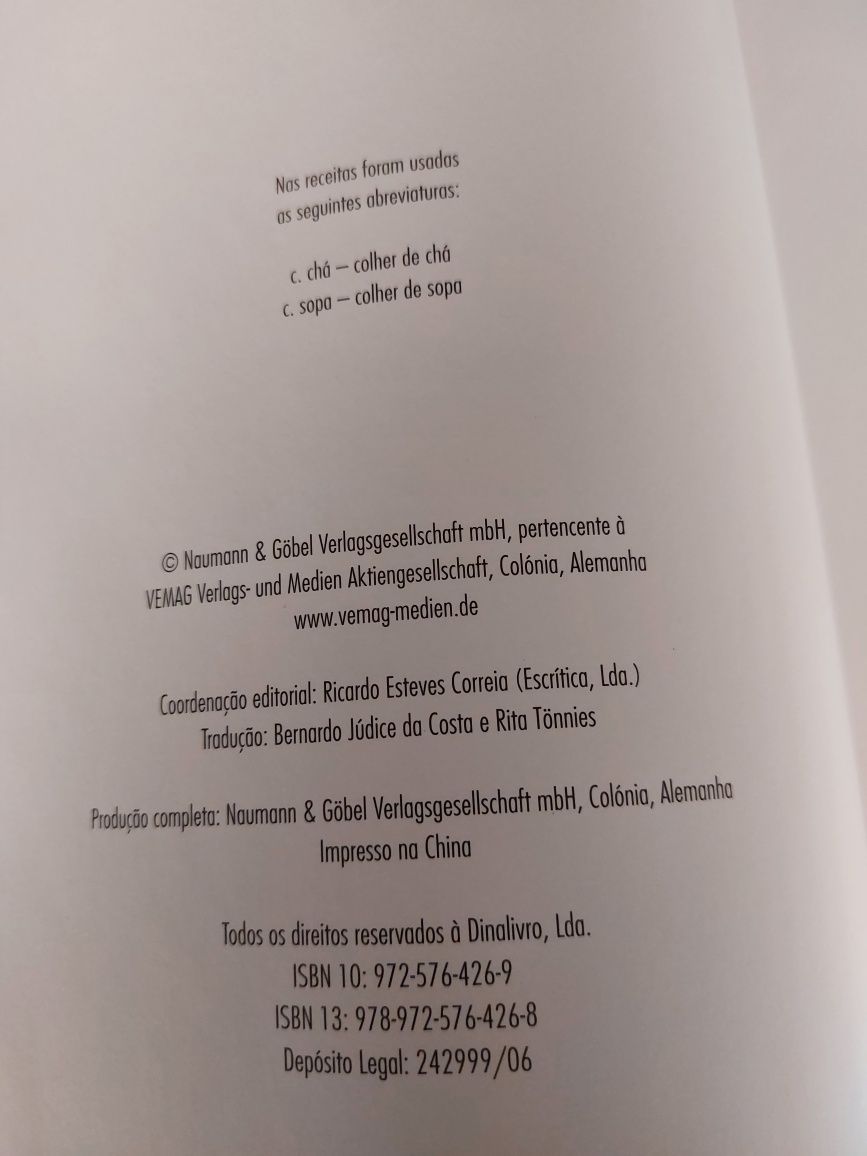 Nas receitas foram usadas
as seguintes abreviaturas:
c. chá – colher de chá
c. sopa – colher de sopa
© Naumann & Göbel Verlagsgesellschaft mbH, pertencente à
VEMAG Verlags- und Medien Aktiengesellschaft, Colónia, Alemanha
www.vemag-medien.de
Coordenação editorial: Ricardo Esteves Correia (Escrítica, Lda.)
Tradução: Bernardo Júdice da Costa e Rita Tönnies
Produção completa: Naumann & Göbel Verlagsgesellschaft mbH, Colónia, Alemanha
Impresso na China
Todos os direitos reservados à Dinalivro, Lda.
ISBN 10: 972-576-426-9
ISBN 13: 978-972-576-426-8
Depósito Legal: 242999/06